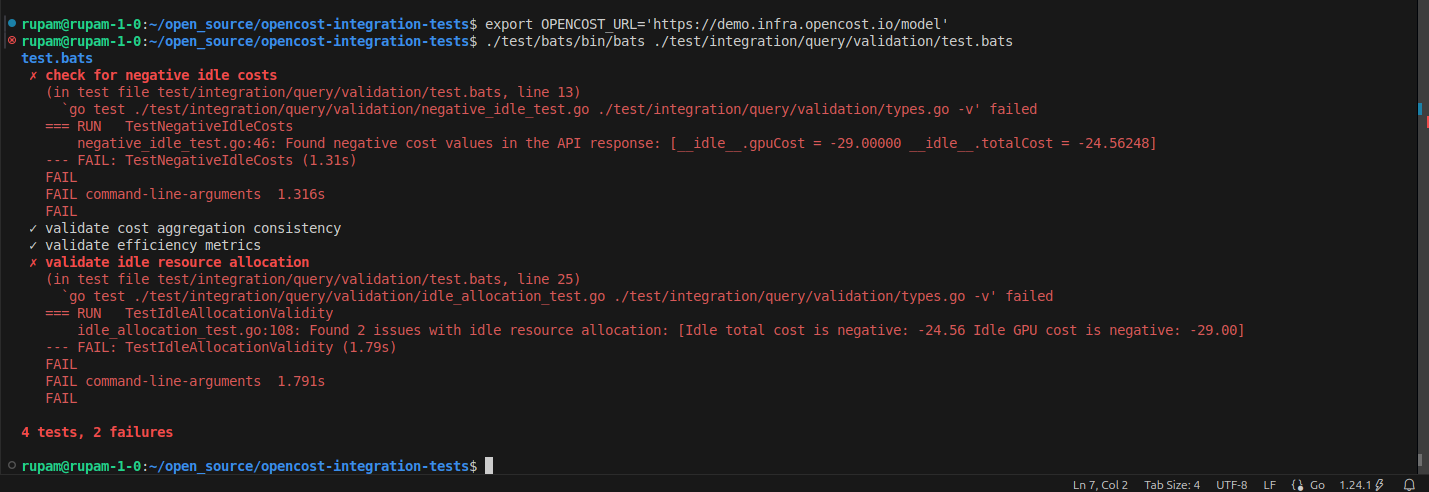 rupam@rupam-1-0:~/open_source/opencost-integration-tests$ export OPENCOST_URL='https://demo.infra.opencost.io/model'
rupam@rupam-1-0:~/open_source/opencost-integration-tests$ ./test/bats/bin/bats ./test/integration/query/validation/test.bats
test.bats
✗ check for negative idle costs
(in test file test/integration/query/validation/test.bats, line 13)
`go test ./test/integration/query/validation/negative_idle_test.go ./test/integration/query/validation/types.go -v' failed
=== RUN   TestNegativeIdleCosts
negative_idle_test.go:46: Found negative cost values in the API response: [__idle__.gpuCost = -29.00000 __idle__.totalCost = -24.56248]
--- FAIL: TestNegativeIdleCosts (1.31s)
FAIL
FAIL command-line-arguments  1.316s
FAIL
✓ validate cost aggregation consistency
✓ validate efficiency metrics
✗ validate idle resource allocation
(in test file test/integration/query/validation/test.bats, line 25)
`go test ./test/integration/query/validation/idle_allocation_test.go ./test/integration/query/validation/types.go -v' failed
=== RUN   TestIdleAllocationValidity
idle_allocation_test.go:108: Found 2 issues with idle resource allocation: [Idle total cost is negative: -24.56 Idle GPU cost is negative: -29.00]
--- FAIL: TestIdleAllocationValidity (1.79s)
FAIL
FAIL command-line-arguments  1.791s
FAIL
4 tests, 2 failures
rupam@rupam-1-0:~/open_source/opencost-integration-tests$
Ln 7, Col 2 Tab Size: 4 UTF-8 LF Go 1.24.1